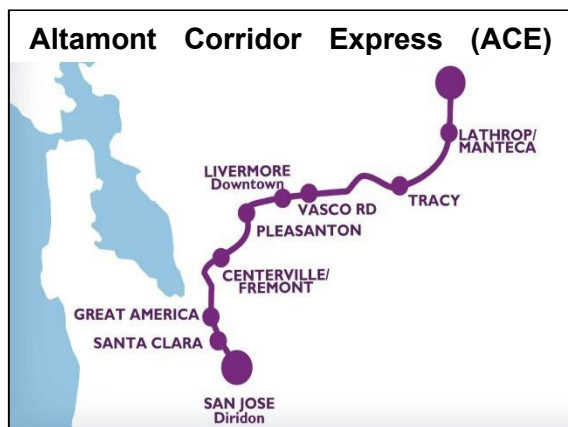 Altamont Corridor Express (ACE)
LATHROP/
MANTECA
LIVERMORE
Downtown
VASCO RD
TRACY
PLEASANTON
CENTERVILLE/
FREMONT
GREAT AMERICA
SANTA CLARA
SAN JOSE
Diridon